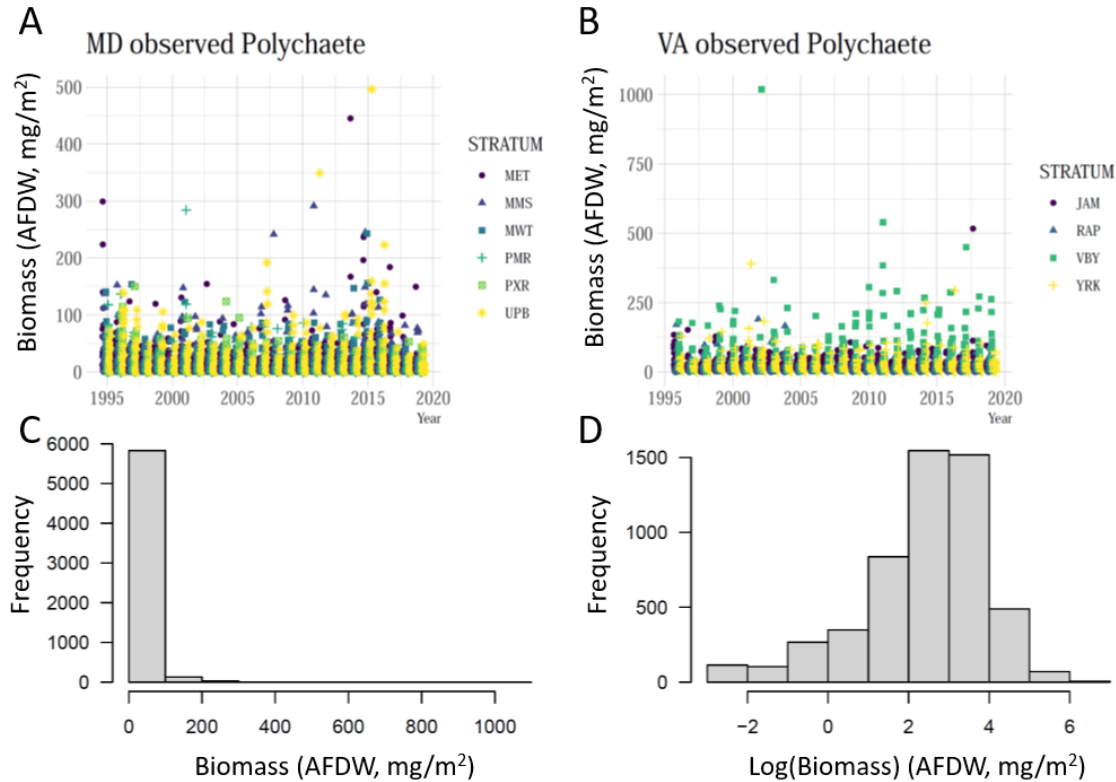 A
MD observed Polychaete
Biomass (AFDW, mg/m²)
500
400
300
200
100
0
1995 2000 2005 2010 2015 2020
Year
STRATUM
MET
MMS
MWT
PMR
PXR
UPB
B
VA observed Polychaete
Biomass (AFDW, mg/m²)
1000
750
500
250
0
1995 2000 2005 2010 2015 2020
Year
STRATUM
JAM
RAP
VBY
YRK
C
Frequency
6000
5000
4000
3000
2000
1000
0
0 200 400 600 800 1000
Biomass (AFDW, mg/m²)
D
Frequency
1500
1000
500
0
−2 0 2 4 6
Log(Biomass) (AFDW, mg/m²)